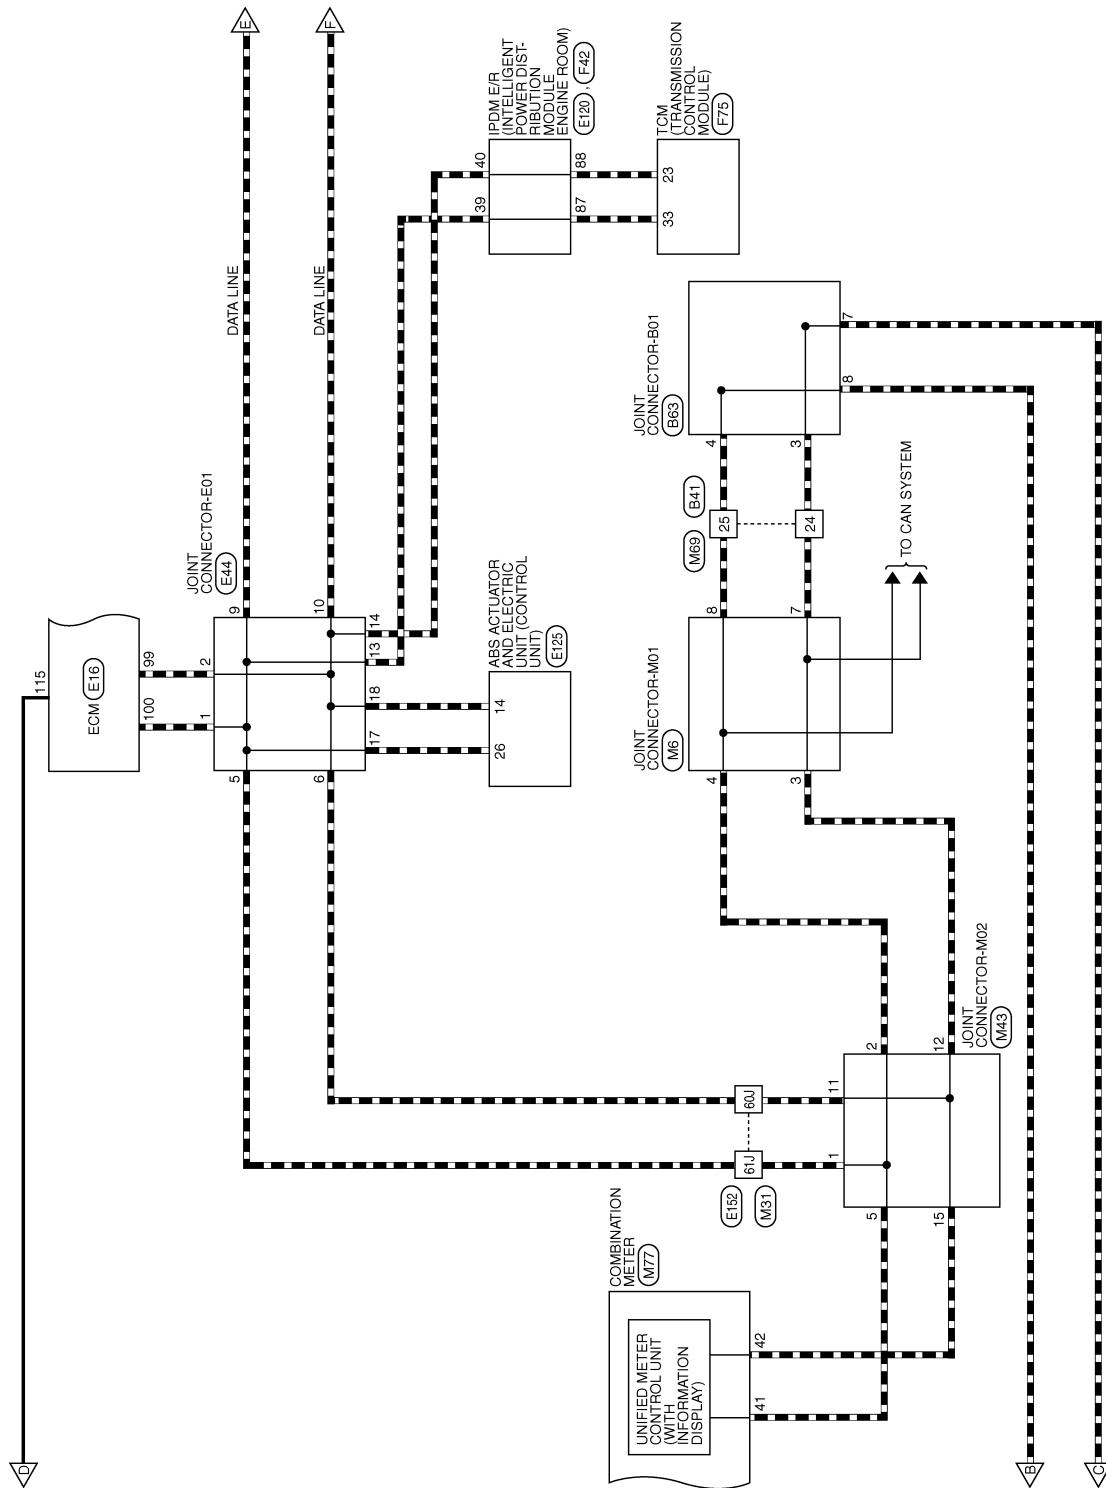 E
F
DATA LINE
DATA LINE
IPDM E/R
(INTELLIGENT
POWER DIST-
RIBUTION
MODULE
ENGINE ROOM)
E120 , F42
40
39
88
87
TCM
(TRANSMISSION
CONTROL
MODULE)
F75
23
33
JOINT
CONNECTOR-E01
E44
9
10
14
13
18
17
2
1
5
6
115
ECM E16
99
100
ABS ACTUATOR
AND ELECTRIC
UNIT (CONTROL
UNIT)
E125
14
26
JOINT
CONNECTOR-B01
B63
7
8
4
3
B41
M69
25
24
TO CAN SYSTEM
JOINT
CONNECTOR-M01
M6
8
7
4
3
JOINT
CONNECTOR-M02
M43
2
12
11
1
5
15
60J
61J
E152
M31
COMBINATION
METER
M77
UNIFIED METER
CONTROL UNIT
(WITH
INFORMATION
DISPLAY)
42
41
D
B
C